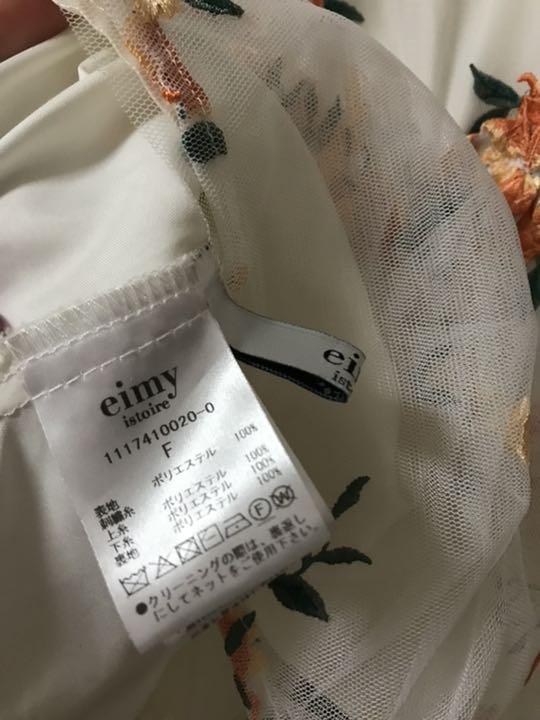 eimy
istoire
1117410020-0
F
表地 ポリエステル 100%
刺繍糸 ポリエステル 100%
上糸 ポリエステル 100%
下糸 ポリエステル 100%
裏地
F W
●クリーニングの際は、裏返し
にしてネットをご使用下さい
ei
ist